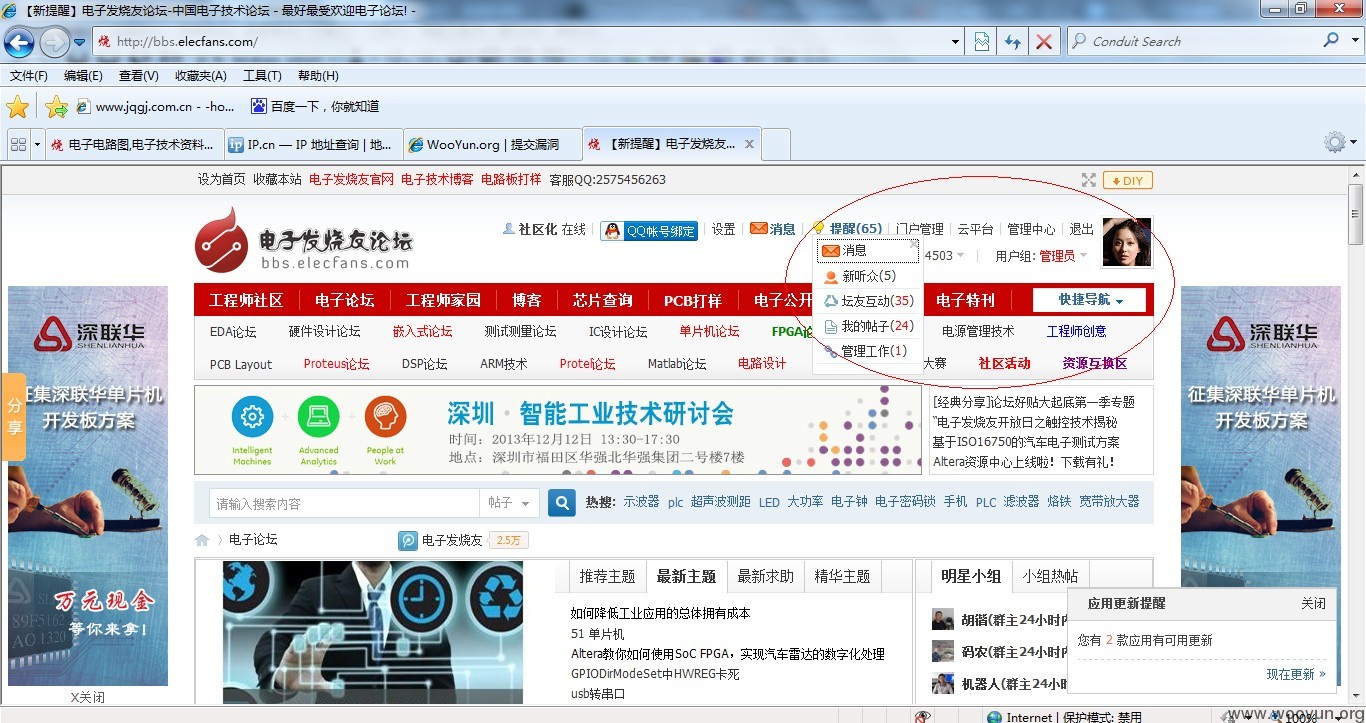 【新提醒】电子发烧友论坛-中国电子技术论坛 - 最好最受欢迎电子论坛! -
http://bbs.elecfans.com/
Conduit Search
文件(F) 编辑(E) 查看(V) 收藏夹(A) 工具(T) 帮助(H)
www.jqgj.com.cn - -ho... 百度一下，你就知道
电子电路图,电子技术资料... IP.cn — IP 地址查询 | 地... WooYun.org | 提交漏洞 【新提醒】电子发烧友...
设为首页 收藏本站 电子发烧友官网 电子技术博客 电路板打样 客服QQ:2575456263
DIY
电子发烧友论坛
bbs.elecfans.com
社区化 在线 QQ帐号绑定 设置 消息 提醒(65) 门户管理 云平台 管理中心 退出
4503 用户组: 管理员
消息
新听众(5)
坛友互动(35)
我的帖子(24)
管理工作(1)
工程师社区 电子论坛 工程师家园 博客 芯片查询 PCB打样 电子公开 电子特刊 快捷导航
EDA论坛 硬件设计论坛 嵌入式论坛 测试测量论坛 IC设计论坛 单片机论坛 FPGA论 电源管理技术 工程师创意
PCB Layout Proteus论坛 DSP论坛 ARM技术 Protel论坛 Matlab论坛 电路设计 大赛 社区活动 资源互换区
深联华
SHENLIANHUA
征集深联华单片机
开发板方案
分享
89F5162
AO 1320
万元现金
等你来拿!
X关闭
Intelligent Machines
Advanced Analytics
People at Work
深圳 · 智能工业技术研讨会
时间：2013年12月12日 13:30-17:30
地点：深圳市福田区华强北华强集团二号楼7楼
[经典分享]论坛好贴大起底第一季专题
“电子发烧友开放日之触控技术揭秘
基于ISO16750的汽车电子测试方案
Altera资源中心上线啦！下载有礼！
深联华
SHENLIANHUA
征集深联华单片机
开发板方案
请输入搜索内容 帖子 热搜: 示波器 plc 超声波测距 LED 大功率 电子钟 电子密码锁 手机 PLC 滤波器 烙铁 宽带放大器
电子论坛 电子发烧友 2.5万
推荐主题 最新主题 最新求助 精华主题
如何降低工业应用的总体拥有成本
51 单片机
Altera教你如何使用SoC FPGA，实现汽车雷达的数字化处理
GPIODirModeSet中HWREG卡死
usb转串口
明星小组 小组热帖
胡锴(群主24小时内
码农(群主24小时内
机器人(群主24小时
应用更新提醒 关闭
您有 2 款应用有可用更新
现在更新 »
Internet | 保护模式: 禁用
100%
www.wooyun.org